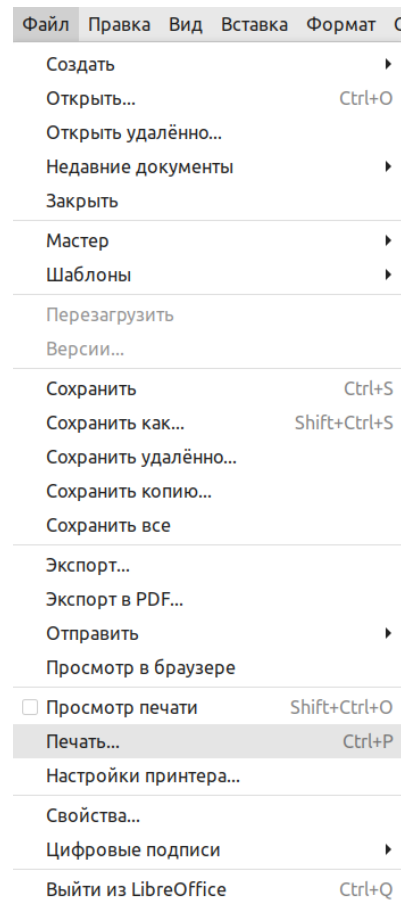 Файл Правка Вид Вставка Формат
Создать
Открыть... Ctrl+O
Открыть удалённо...
Недавние документы
Закрыть
Мастер
Шаблоны
Перезагрузить
Версии...
Сохранить Ctrl+S
Сохранить как... Shift+Ctrl+S
Сохранить удалённо...
Сохранить копию...
Сохранить все
Экспорт...
Экспорт в PDF...
Отправить
Просмотр в браузере
Просмотр печати Shift+Ctrl+O
Печать... Ctrl+P
Настройки принтера...
Свойства...
Цифровые подписи
Выйти из LibreOffice Ctrl+Q